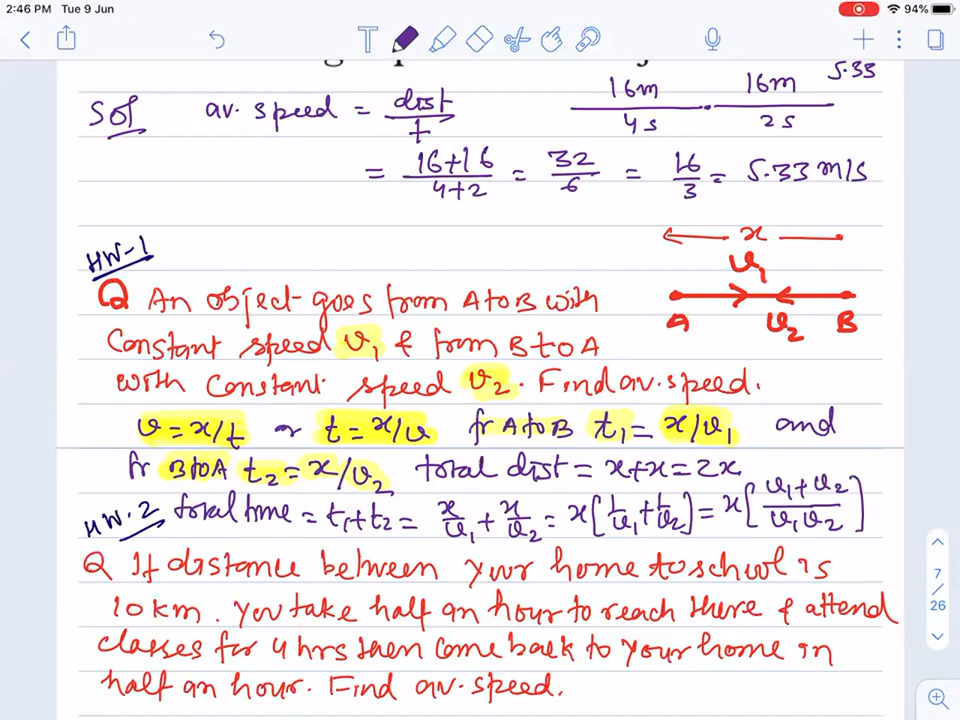 2:46 PM Tue 9 Jun 94%
5.33
Sol av. speed = dist/t 16m/4s . 16m/2s
= 16+16/4+2 = 32/6 = 16/3 = 5.33 m/s
x
HW-1
v₁
Q An object goes from A to B with
A v₂ B
Constant speed v₁ & from B to A
with Constant speed v₂. Find av. speed.
v = x/t or t = x/v fr A to B t₁ = x/v₁ and
fr B to A t₂ = x/v₂ total dist = x+x = 2x
HW.2 total time = t₁+t₂ = x/v₁ + x/v₂ = x[1/v₁ + 1/v₂] = x[v₁+v₂/v₁v₂]
Q If distance between your home to school is
10 km. You take half an hour to reach there & attend
classes for 4 hrs then come back to your home in
half an hour. Find av. speed.
7
/
26